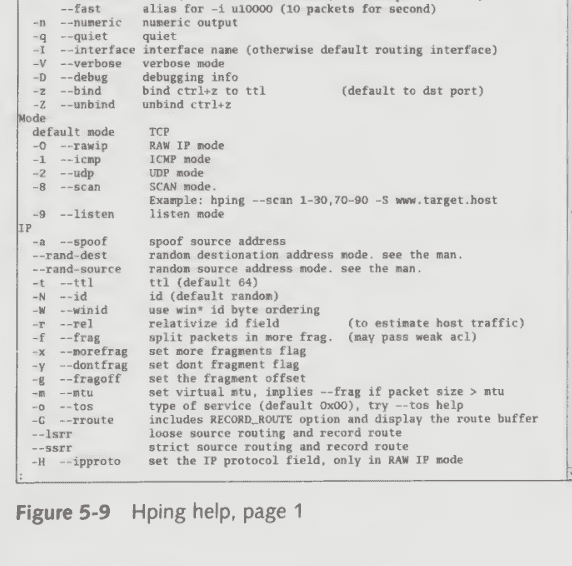 --fast alias for -i u10000 (10 packets for second)
-n --numeric numeric output
-q --quiet quiet
-I --interface interface name (otherwise default routing interface)
-V --verbose verbose mode
-D --debug debugging info
-z --bind bind ctrl+z to ttl (default to dst port)
-Z --unbind unbind ctrl+z
Mode
default mode TCP
-0 --rawip RAW IP mode
-1 --icmp ICMP mode
-2 --udp UDP mode
-8 --scan SCAN mode.
Example: hping --scan 1-30,70-90 -S www.target.host
-9 --listen listen mode
IP
-a --spoof spoof source address
--rand-dest random destionation address mode. see the man.
--rand-source random source address mode. see the man.
-t --ttl ttl (default 64)
-N --id id (default random)
-W --winid use win* id byte ordering
-r --rel relativize id field (to estimate host traffic)
-f --frag split packets in more frag. (may pass weak acl)
-x --morefrag set more fragments flag
-y --dontfrag set dont fragment flag
-g --fragoff set the fragment offset
-m --mtu set virtual mtu, implies --frag if packet size > mtu
-o --tos type of service (default 0x00), try --tos help
-G --rroute includes RECORD_ROUTE option and display the route buffer
--lsrr loose source routing and record route
--ssrr strict source routing and record route
-H --ipproto set the IP protocol field, only in RAW IP mode
:
Figure 5-9 Hping help, page 1